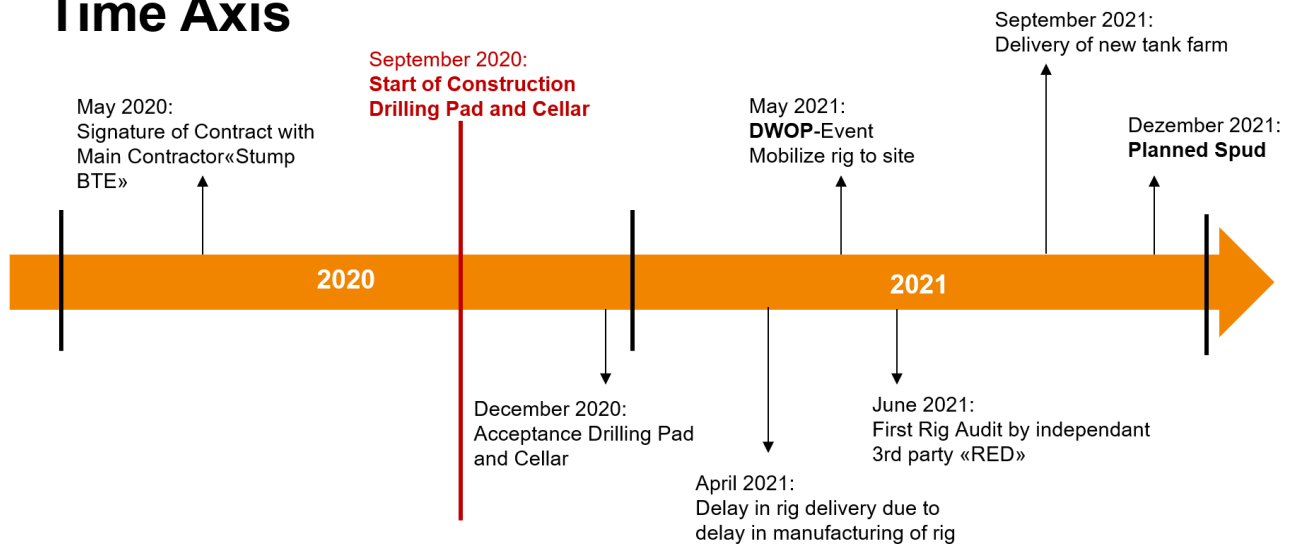 Time Axis
September 2021:
Delivery of new tank farm
September 2020:
Start of Construction
Drilling Pad and Cellar
May 2020:
Signature of Contract with
Main Contractor«Stump
BTE»
May 2021:
DWOP-Event
Mobilize rig to site
Dezember 2021:
Planned Spud
2020
2021
December 2020:
Acceptance Drilling Pad
and Cellar
June 2021:
First Rig Audit by independant
3rd party «RED»
April 2021:
Delay in rig delivery due to
delay in manufacturing of rig